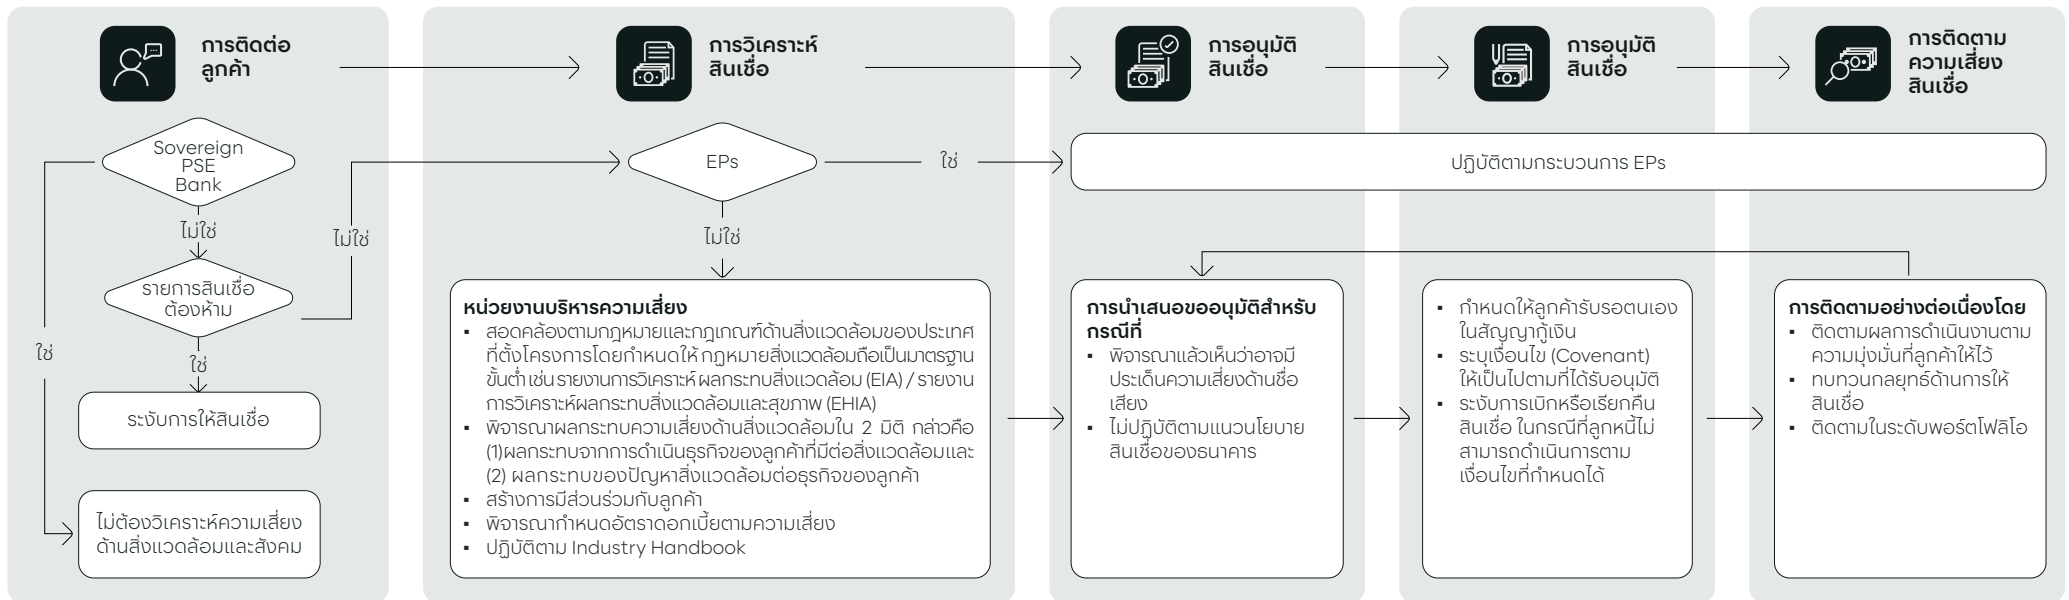 การติดต่อ
ลูกค้า
การวิเคราะห์
สินเชื่อ
การอนุมัติ
สินเชื่อ
การอนุมัติ
สินเชื่อ
การติดตาม
ความเสี่ยง
สินเชื่อ
Sovereign
PSE
Bank
ไม่ใช่
รายการสินเชื่อ
ต้องห้าม
ไม่ใช่
ใช่
ใช่
ระงับการให้สินเชื่อ
ไม่ต้องวิเคราะห์ความเสี่ยง
ด้านสิ่งแวดล้อมและสังคม
EPs
ใช่
ปฏิบัติตามกระบวนการ EPs
ไม่ใช่
หน่วยงานบริหารความเสี่ยง
▪ สอดคล้องตามกฎหมายและกฎเกณฑ์ด้านสิ่งแวดล้อมของประเทศ
ที่ตั้งโครงการโดยกำหนดให้ กฎหมายสิ่งแวดล้อมถือเป็นมาตรฐาน
ขั้นต่ำ เช่น รายงานการวิเคราะห์ ผลกระทบสิ่งแวดล้อม (EIA) / รายงาน
การวิเคราะห์ผลกระทบสิ่งแวดล้อมและสุขภาพ (EHIA)
▪ พิจารณาผลกระทบความเสี่ยงด้านสิ่งแวดล้อมใน 2 มิติ กล่าวคือ
(1)ผลกระทบจากการดำเนินธุรกิจของลูกค้าที่มีต่อสิ่งแวดล้อมและ
(2) ผลกระทบของปัญหาสิ่งแวดล้อมต่อธุรกิจของลูกค้า
▪ สร้างการมีส่วนร่วมกับลูกค้า
▪ พิจารณากำหนดอัตราดอกเบี้ยตามความเสี่ยง
▪ ปฏิบัติตาม Industry Handbook
การนำเสนอขออนุมัติสำหรับ
กรณีที่
▪ พิจารณาแล้วเห็นว่าอาจมี
ประเด็นความเสี่ยงด้านชื่อ
เสียง
▪ ไม่ปฏิบัติตามแนวนโยบาย
สินเชื่อของธนาคาร
▪ กำหนดให้ลูกค้ารับรอตนเอง
ในสัญญากู้เงิน
▪ ระบุเงื่อนไข (Covenant)
ให้เป็นไปตามที่ได้รับอนุมัติ
▪ ระงับการเบิกหรือเรียกคืน
สินเชื่อ ในกรณีที่ลูกหนี้ไม่
สามารถดำเนินการตาม
เงื่อนไขที่กำหนดได้
การติดตามอย่างต่อเนื่องโดย
▪ ติดตามผลการดำเนินงานตาม
ความมุ่งมั่นที่ลูกค้าให้ไว้
▪ ทบทวนกลยุทธ์ด้านการให้
สินเชื่อ
▪ ติดตามในระดับพอร์ตโฟลิโอ